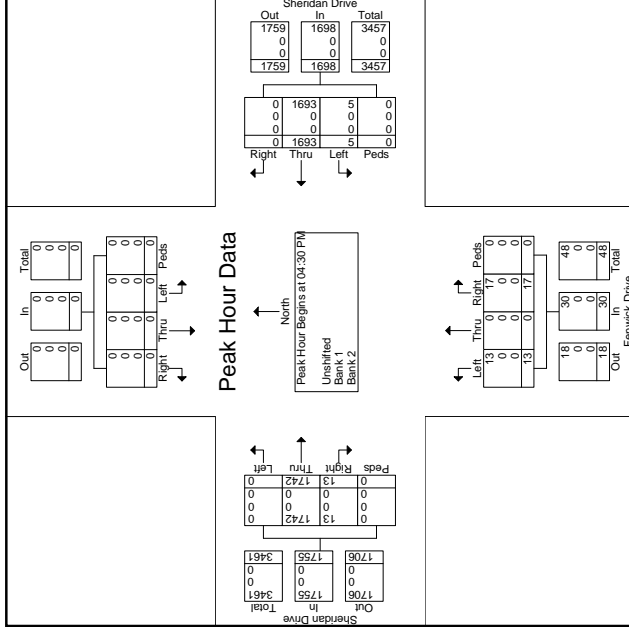 Sheridan Drive
Out In Total
1759 1698 3457
0 0 0
0 0 0
1759 1698 3457
0 1693 5 0
0 0 0 0
0 0 0 0
0 1693 5 0
Right Thru Left Peds
Total
0 0 0 0
In
0 0 0 0
Out
0 0 0 0
Peds
0 0 0 0
Left
0 0 0 0
Thru
0 0 0 0
Right
0 0 0 0
Peak Hour Data
North
Peak Hour Begins at 04:30 PM
Unshifted
Bank 1
Bank 2
Peds
0 0 0 0
Right
17 0 0 17
Thru
0 0 0 0
Left
13 0 0 13
Total
48 0 0 48
In
30 0 0 30
Out
18 0 0 18
Fenwick Drive
Left Thru Right Peds
0 1742 13 0
0 0 0 0
0 0 0 0
0 1742 13 0
3461 1755 1706
0 0 0
0 0 0
3461 1755 1706
Total In Out
Sheridan Drive